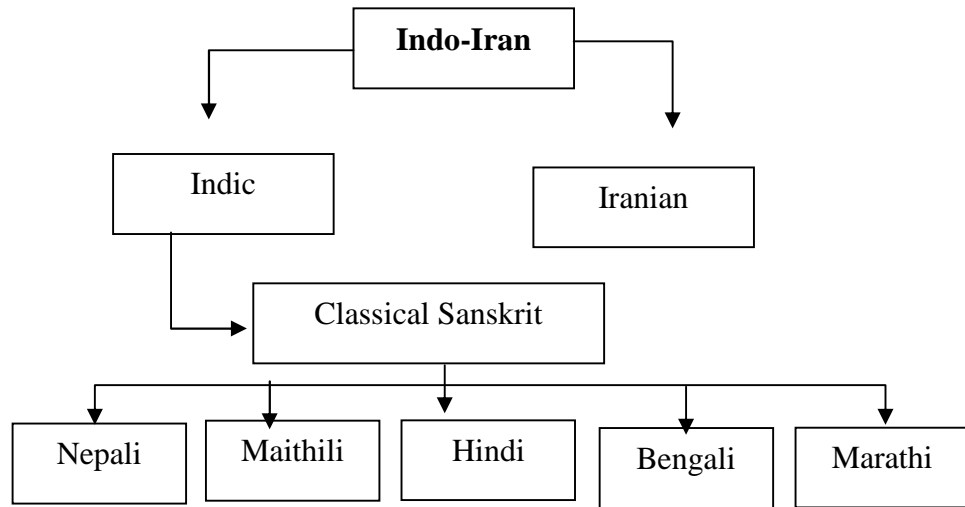 Indo-Iran
Indic
Iranian
Classical Sanskrit
Nepali
Maithili
Hindi
Bengali
Marathi